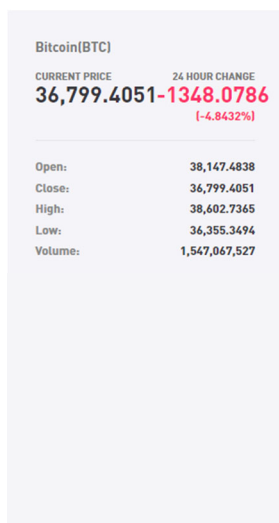 Bitcoin(BTC)
CURRENT PRICE 24 HOUR CHANGE
36,799.4051-1348.0786
(-4.8432%)
Open: 38,147.4838
Close: 36,799.4051
High: 38,602.7365
Low: 36,355.3494
Volume: 1,547,067,527